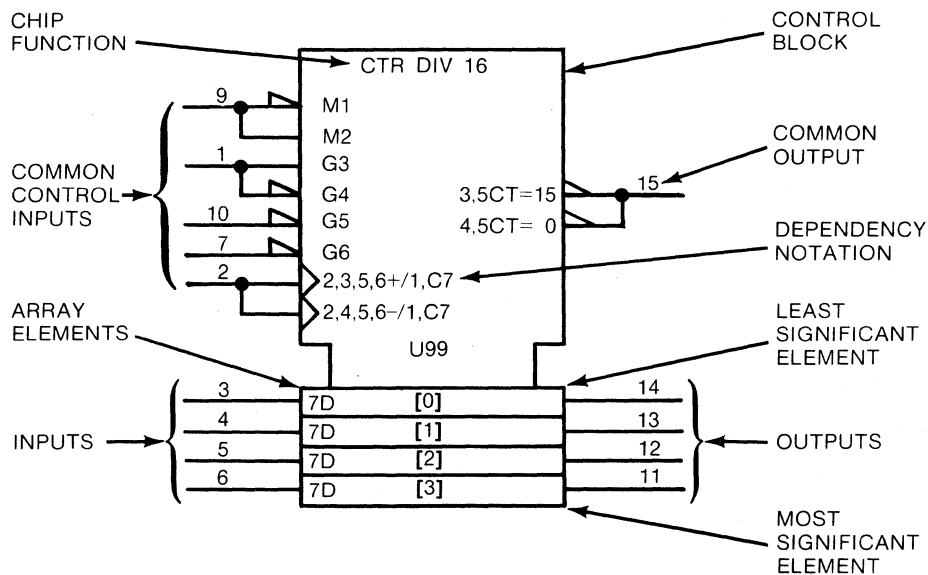 CHIP
FUNCTION
CONTROL
BLOCK
CTR DIV 16
9
M1
M2
1
G3
COMMON
OUTPUT
COMMON
CONTROL
INPUTS
G4
3,5CT=15
15
10
G5
4,5CT= 0
7
G6
DEPENDENCY
NOTATION
2
2,3,5,6+/1,C7
2,4,5,6−/1,C7
ARRAY
ELEMENTS
LEAST
SIGNIFICANT
ELEMENT
U99
3
7D [0]
14
4
7D [1]
13
INPUTS
OUTPUTS
5
7D [2]
12
6
7D [3]
11
MOST
SIGNIFICANT
ELEMENT